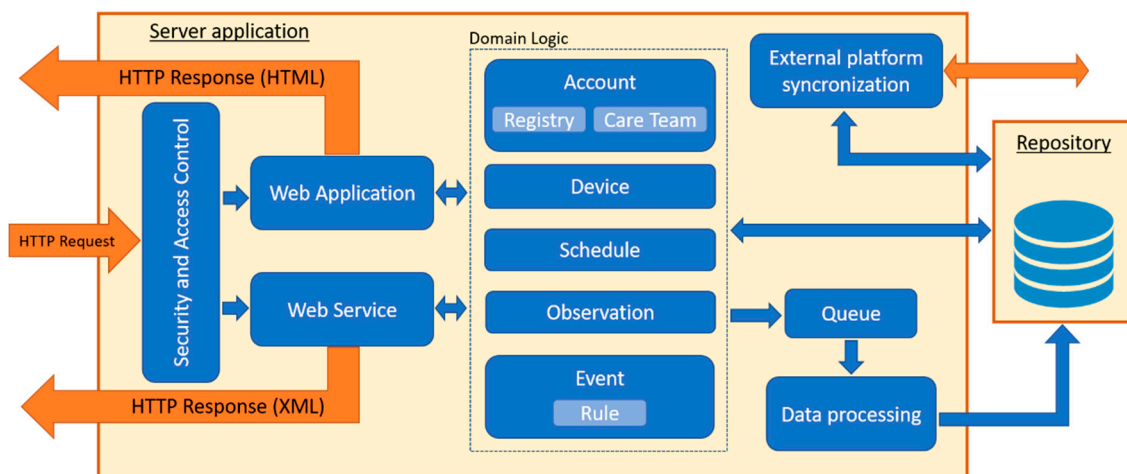 Server application
HTTP Response (HTML)
Security and Access Control
HTTP Request
Web Application
Web Service
HTTP Response (XML)
Domain Logic
Account
Registry
Care Team
Device
Schedule
Observation
Event
Rule
External platform
syncronization
Queue
Data processing
Repository